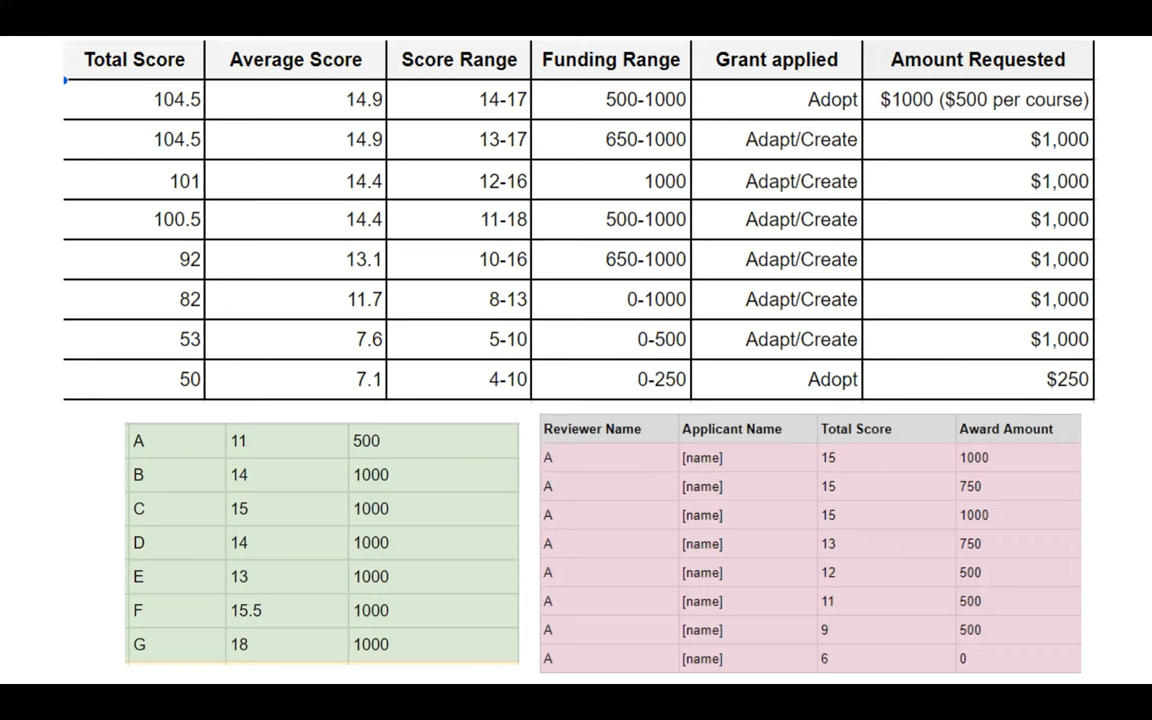 Total Score Average Score Score Range Funding Range Grant applied Amount Requested
104.5 14.9 14-17 500-1000 Adopt $1000 ($500 per course)
104.5 14.9 13-17 650-1000 Adapt/Create $1,000
101 14.4 12-16 1000 Adapt/Create $1,000
100.5 14.4 11-18 500-1000 Adapt/Create $1,000
92 13.1 10-16 650-1000 Adapt/Create $1,000
82 11.7 8-13 0-1000 Adapt/Create $1,000
53 7.6 5-10 0-500 Adapt/Create $1,000
50 7.1 4-10 0-250 Adopt $250
A 11 500
B 14 1000
C 15 1000
D 14 1000
E 13 1000
F 15.5 1000
G 18 1000
Reviewer Name Applicant Name Total Score Award Amount
A [name] 15 1000
A [name] 15 750
A [name] 15 1000
A [name] 13 750
A [name] 12 500
A [name] 11 500
A [name] 9 500
A [name] 6 0